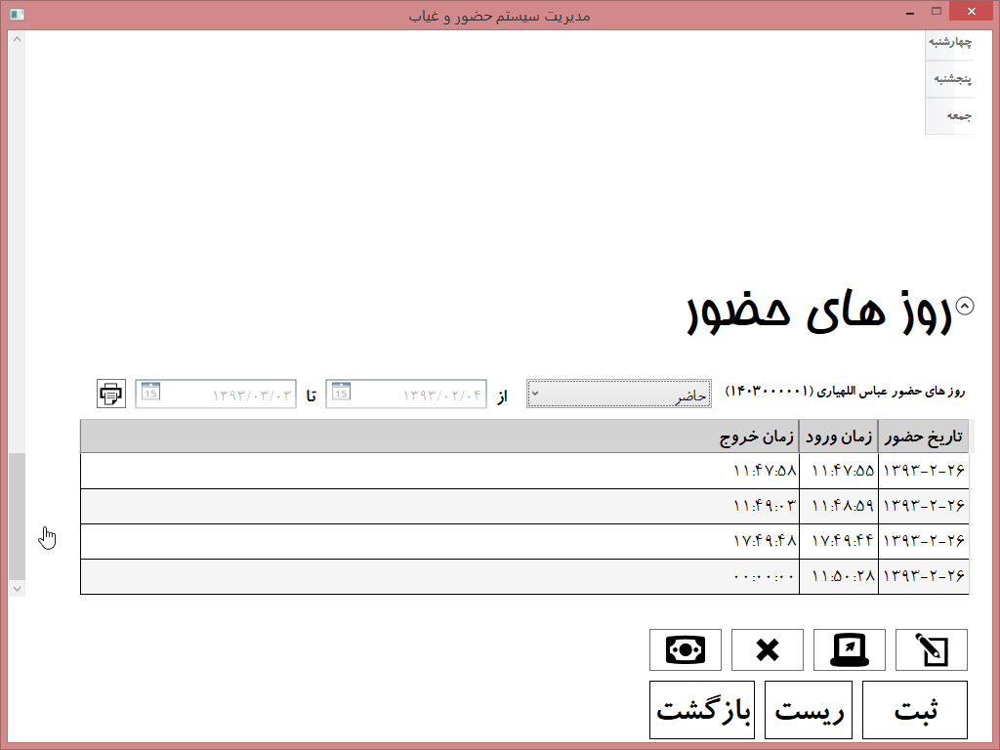 مدیریت سیستم حضور و غیاب
چهارشنبه
پنجشنبه
جمعه
روز های حضور
روز های حضور عباس اللهیاری (۱۴۰۳۰۰۰۰۰۱) حاضر از ۱۳۹۳/۰۲/۰۴ 15 تا ۱۳۹۳/۰۳/۰۳ 15
تاریخ حضور زمان ورود زمان خروج
۱۳۹۳-۲-۲۶ ۱۱:۴۷:۵۵ ۱۱:۴۷:۵۸
۱۳۹۳-۲-۲۶ ۱۱:۴۸:۵۹ ۱۱:۴۹:۰۳
۱۳۹۳-۲-۲۶ ۱۷:۴۹:۴۴ ۱۷:۴۹:۴۸
۱۳۹۳-۲-۲۶ ۱۱:۵۰:۲۸ ۰۰:۰۰:۰۰
ثبت ریست بازگشت